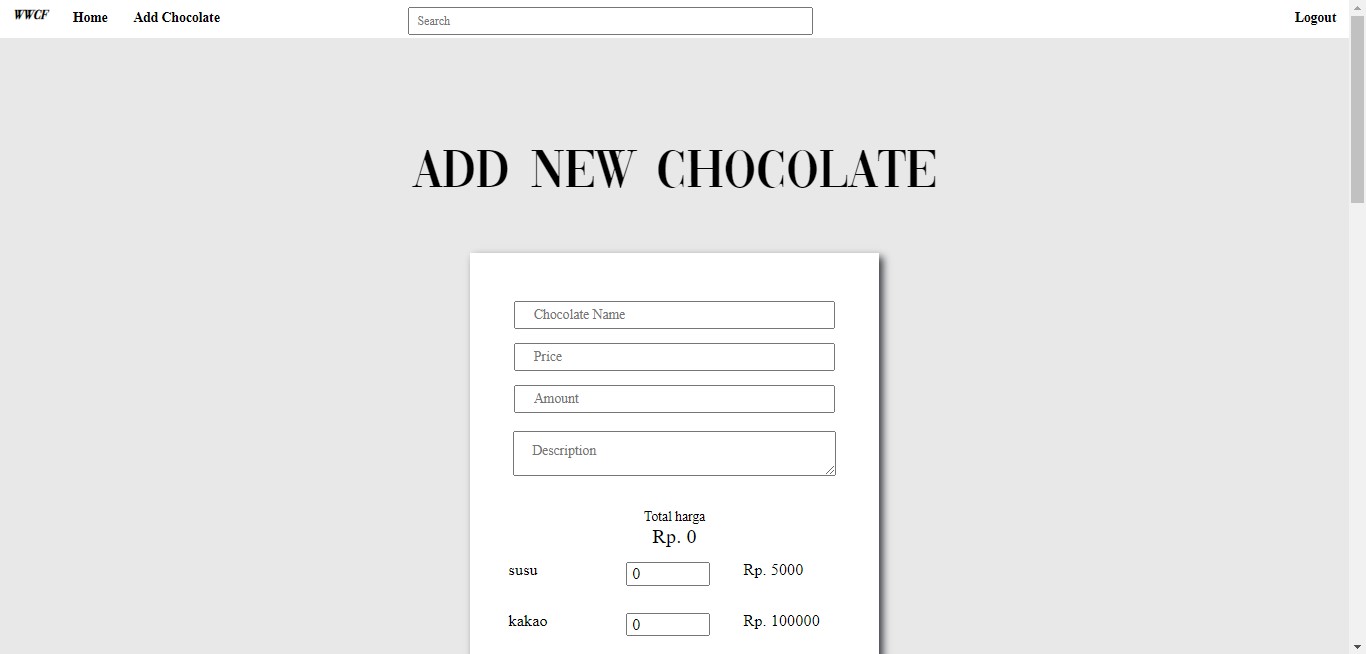 WWCF Home Add Chocolate Search Logout
ADD NEW CHOCOLATE
Chocolate Name
Price
Amount
Description
Total harga
Rp. 0
susu 0 Rp. 5000
kakao 0 Rp. 100000